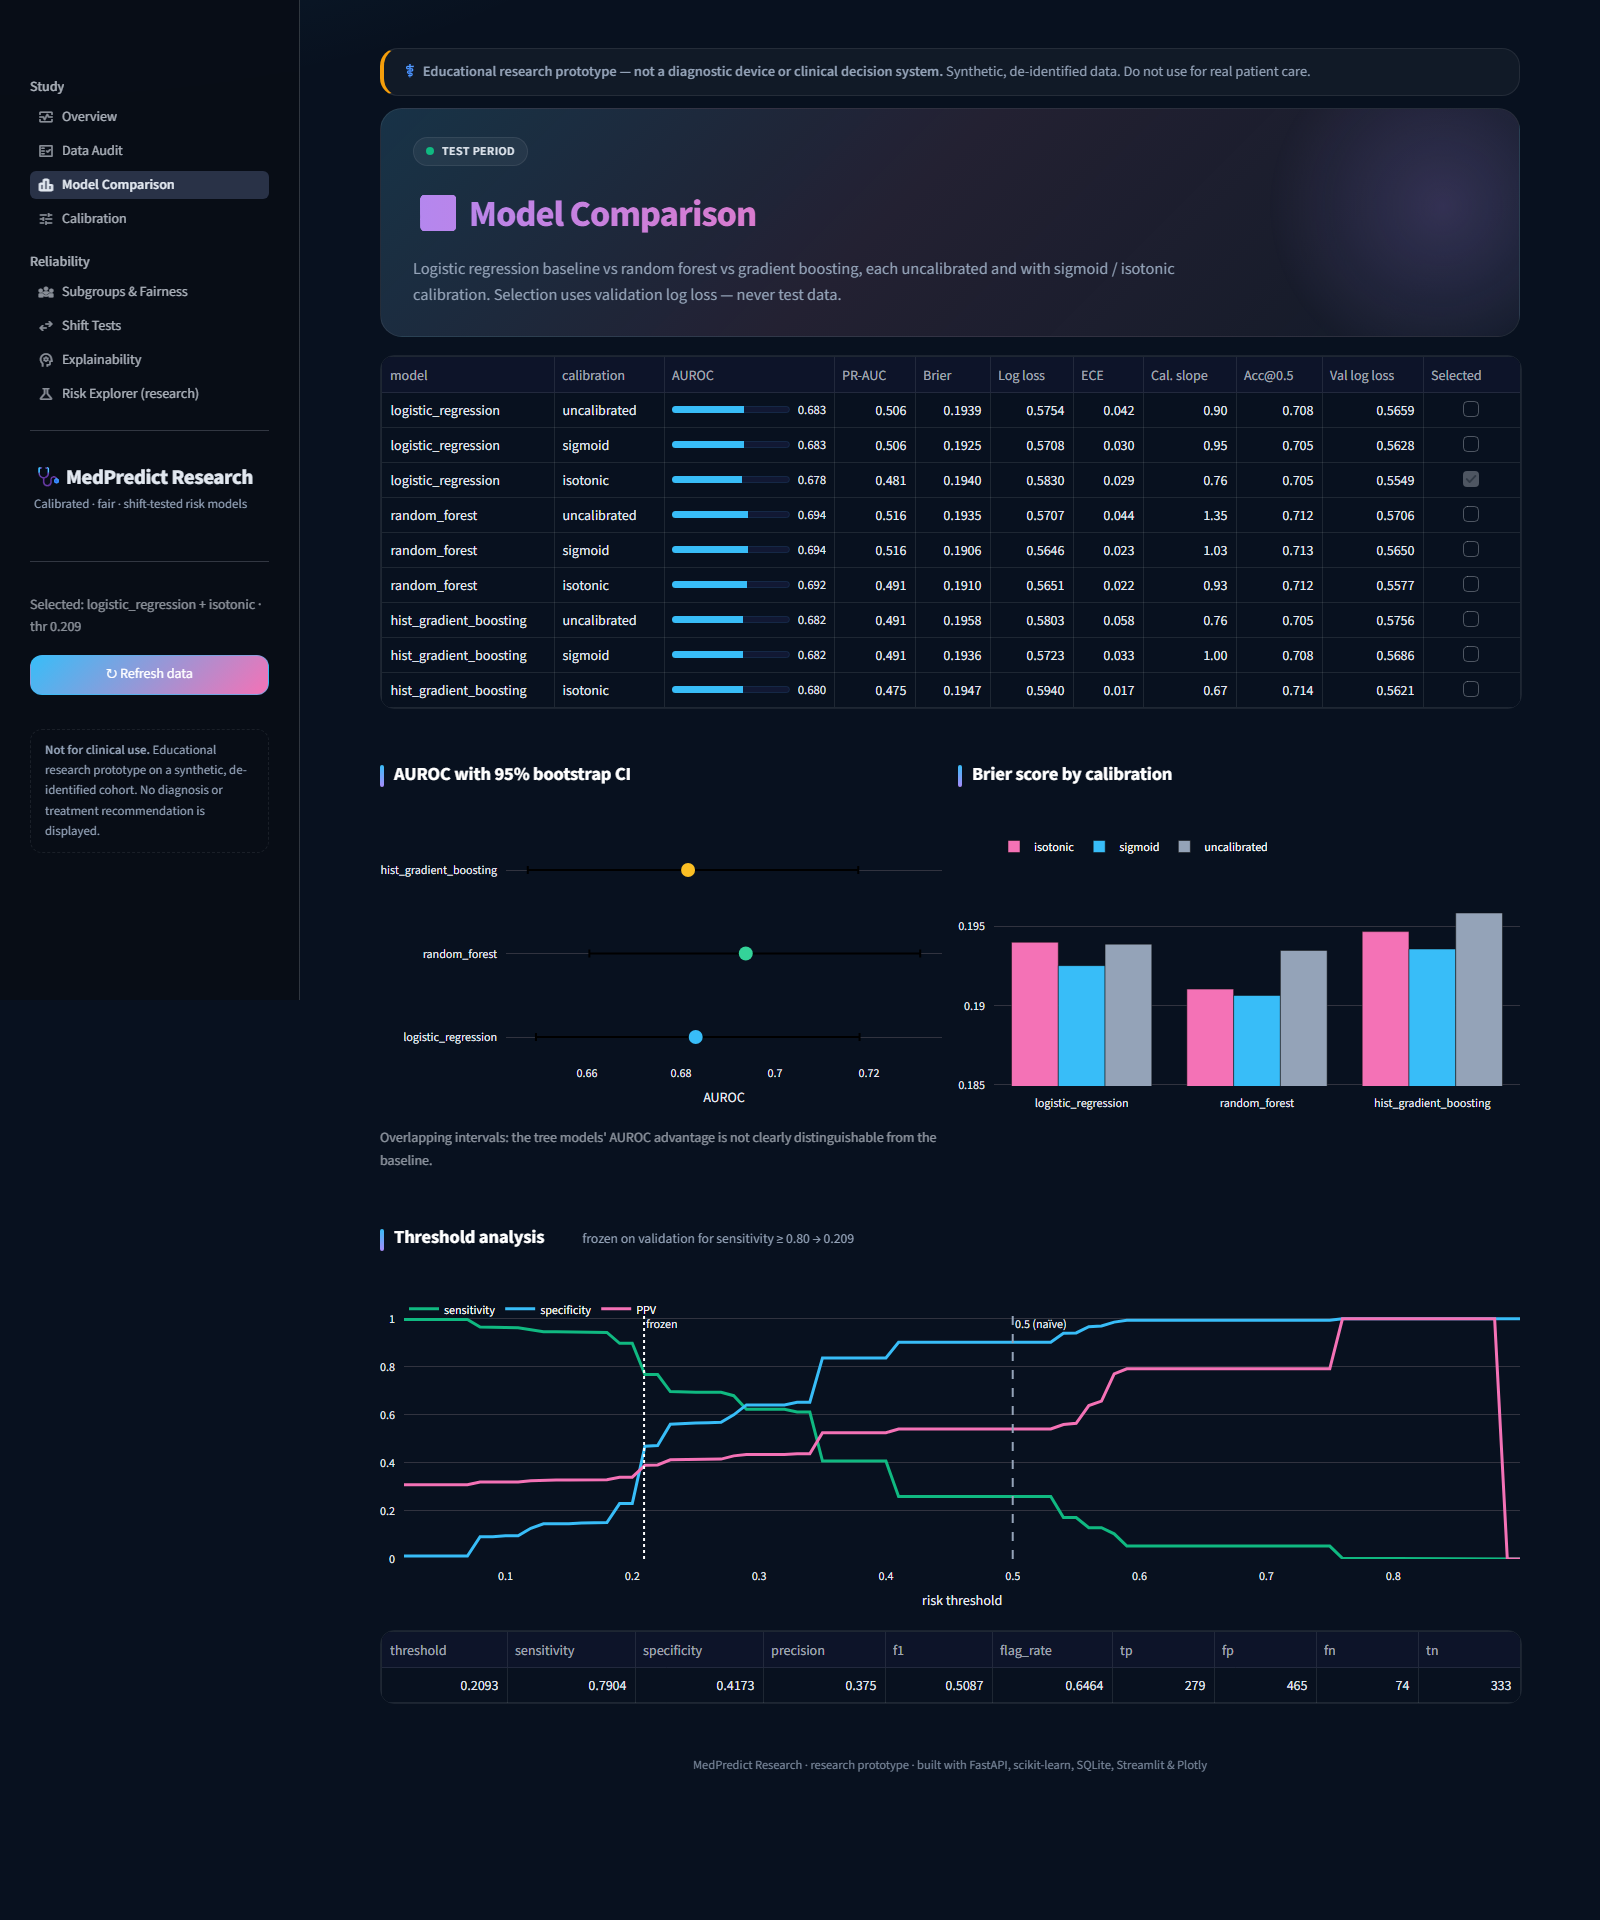 Study
Overview
Data Audit
Model Comparison
Calibration
Reliability
Subgroups & Fairness
Shift Tests
Explainability
Risk Explorer (research)
MedPredict Research
Calibrated · fair · shift-tested risk models
Selected: logistic_regression + isotonic ·
thr 0.209
↻ Refresh data
Not for clinical use. Educational
research prototype on a synthetic, de-
identified cohort. No diagnosis or
treatment recommendation is
displayed.
⚕ Educational research prototype — not a diagnostic device or clinical decision system. Synthetic, de-identified data. Do not use for real patient care.
TEST PERIOD
Model Comparison
Logistic regression baseline vs random forest vs gradient boosting, each uncalibrated and with sigmoid / isotonic
calibration. Selection uses validation log loss — never test data.
model calibration AUROC PR-AUC Brier Log loss ECE Cal. slope Acc@0.5 Val log loss Selected
logistic_regression uncalibrated 0.683 0.506 0.1939 0.5754 0.042 0.90 0.708 0.5659
logistic_regression sigmoid 0.683 0.506 0.1925 0.5708 0.030 0.95 0.705 0.5628
logistic_regression isotonic 0.678 0.481 0.1940 0.5830 0.029 0.76 0.705 0.5549
random_forest uncalibrated 0.694 0.516 0.1935 0.5707 0.044 1.35 0.712 0.5706
random_forest sigmoid 0.694 0.516 0.1906 0.5646 0.023 1.03 0.713 0.5650
random_forest isotonic 0.692 0.491 0.1910 0.5651 0.022 0.93 0.712 0.5577
hist_gradient_boosting uncalibrated 0.682 0.491 0.1958 0.5803 0.058 0.76 0.705 0.5756
hist_gradient_boosting sigmoid 0.682 0.491 0.1936 0.5723 0.033 1.00 0.708 0.5686
hist_gradient_boosting isotonic 0.680 0.475 0.1947 0.5940 0.017 0.67 0.714 0.5621
AUROC with 95% bootstrap CI
hist_gradient_boosting
random_forest
logistic_regression
0.66 0.68 0.7 0.72
AUROC
Overlapping intervals: the tree models' AUROC advantage is not clearly distinguishable from the
baseline.
Brier score by calibration
isotonic sigmoid uncalibrated
0.195
0.19
0.185
logistic_regression random_forest hist_gradient_boosting
Threshold analysis frozen on validation for sensitivity ≥ 0.80 → 0.209
sensitivity specificity PPV
frozen 0.5 (naïve)
1
0.8
0.6
0.4
0.2
0
0.1 0.2 0.3 0.4 0.5 0.6 0.7 0.8
risk threshold
threshold sensitivity specificity precision f1 flag_rate tp fp fn tn
0.2093 0.7904 0.4173 0.375 0.5087 0.6464 279 465 74 333
MedPredict Research · research prototype · built with FastAPI, scikit-learn, SQLite, Streamlit & Plotly